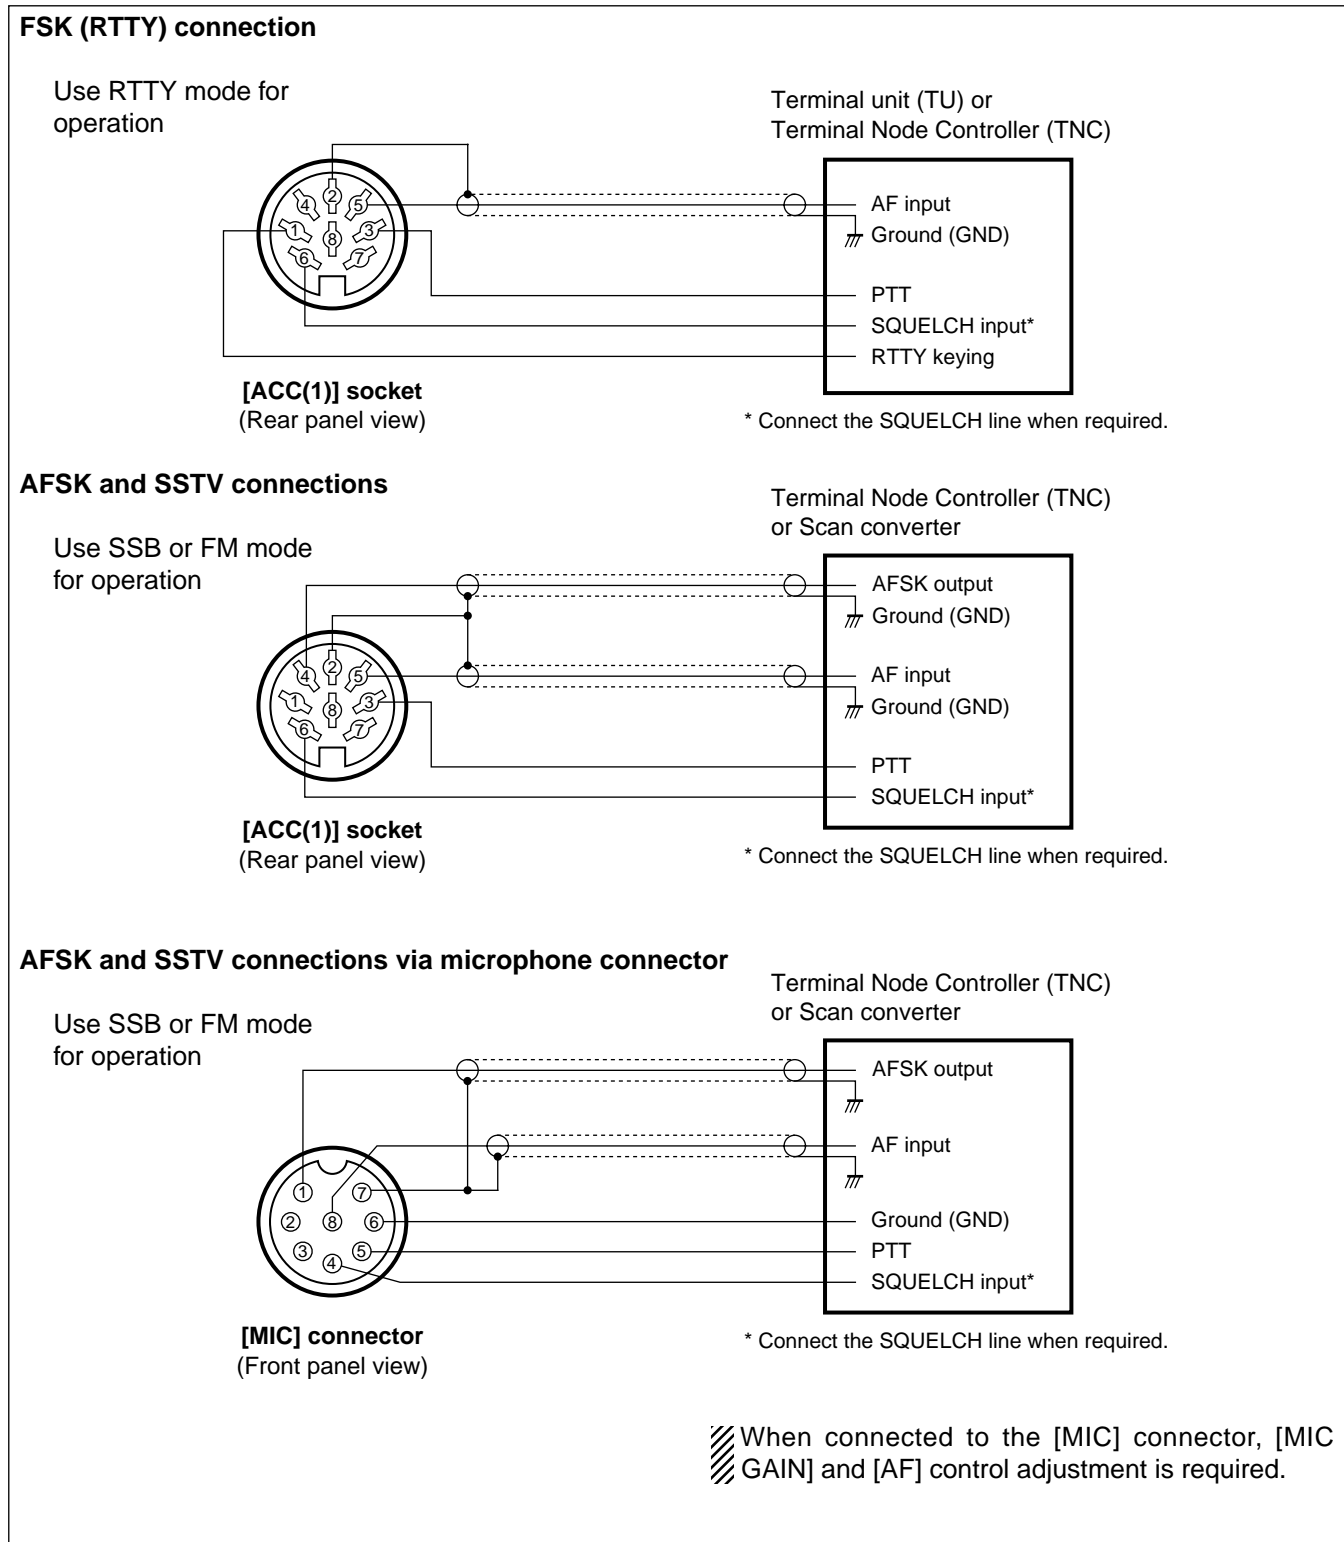 FSK (RTTY) connection
Use RTTY mode for
operation
Terminal unit (TU) or
Terminal Node Controller (TNC)
4 2 5
1 8 3
6 7
AF input
Ground (GND)
PTT
SQUELCH input*
RTTY keying
[ACC(1)] socket
(Rear panel view)
* Connect the SQUELCH line when required.
AFSK and SSTV connections
Use SSB or FM mode
for operation
Terminal Node Controller (TNC)
or Scan converter
4 2 5
1 8 3
6 7
AFSK output
Ground (GND)
AF input
Ground (GND)
PTT
SQUELCH input*
[ACC(1)] socket
(Rear panel view)
* Connect the SQUELCH line when required.
AFSK and SSTV connections via microphone connector
Use SSB or FM mode
for operation
Terminal Node Controller (TNC)
or Scan converter
1 7
2 8 6
3 4 5
AFSK output
AF input
Ground (GND)
PTT
SQUELCH input*
[MIC] connector
(Front panel view)
* Connect the SQUELCH line when required.
When connected to the [MIC] connector, [MIC
GAIN] and [AF] control adjustment is required.